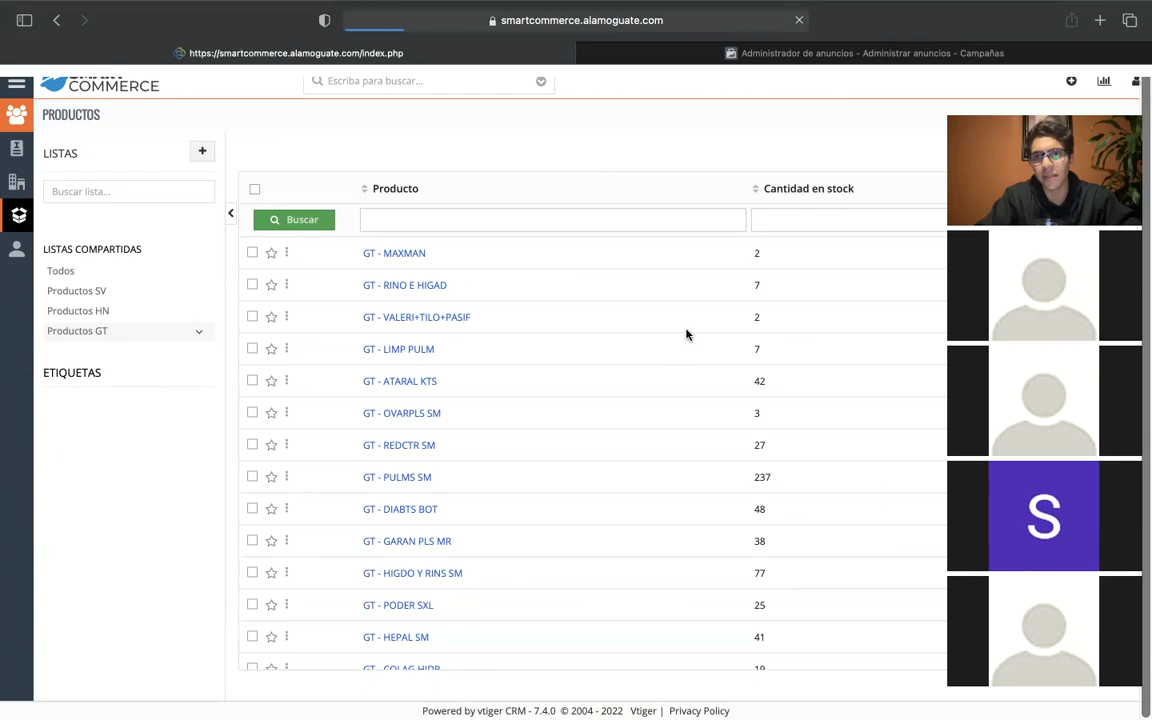 smartcommerce.alamoguate.com
https://smartcommerce.alamoguate.com/index.php
Administrador de anuncios - Administrar anuncios - Campañas
COMMERCE
Escriba para buscar...
PRODUCTOS
LISTAS
Buscar lista...
LISTAS COMPARTIDAS
Todos
Productos SV
Productos HN
Productos GT
ETIQUETAS
Producto
Cantidad en stock
Buscar
GT - MAXMAN 2
GT - RINO E HIGAD 7
GT - VALERI+TILO+PASIF 2
GT - LIMP PULM 7
GT - ATARAL KTS 42
GT - OVARPLS SM 3
GT - REDCTR SM 27
GT - PULMS SM 237
GT - DIABTS BOT 48
GT - GARAN PLS MR 38
GT - HIGDO Y RINS SM 77
GT - PODER SXL 25
GT - HEPAL SM 41
GT - COLAG HIDR 19
S
Powered by vtiger CRM - 7.4.0 © 2004 - 2022 Vtiger | Privacy Policy